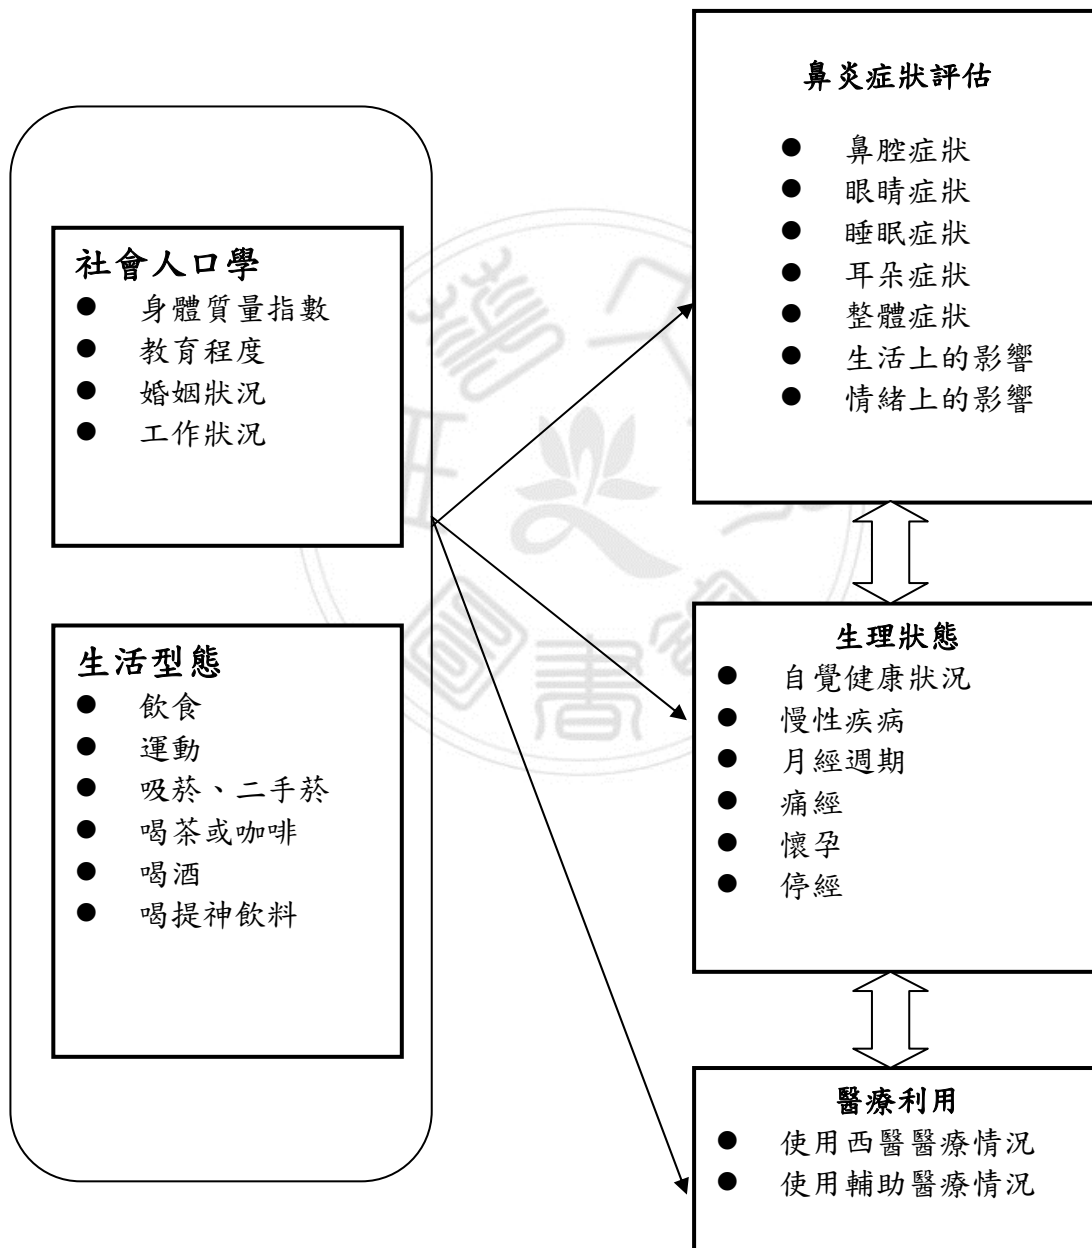 社會人口學
● 身體質量指數
● 教育程度
● 婚姻狀況
● 工作狀況
生活型態
● 飲食
● 運動
● 吸菸、二手菸
● 喝茶或咖啡
● 喝酒
● 喝提神飲料
鼻炎症狀評估
● 鼻腔症狀
● 眼睛症狀
● 睡眠症狀
● 耳朵症狀
● 整體症狀
● 生活上的影響
● 情緒上的影響
生理狀態
● 自覺健康狀況
● 慢性疾病
● 月經週期
● 痛經
● 懷孕
● 停經
醫療利用
● 使用西醫醫療情況
● 使用輔助醫療情況